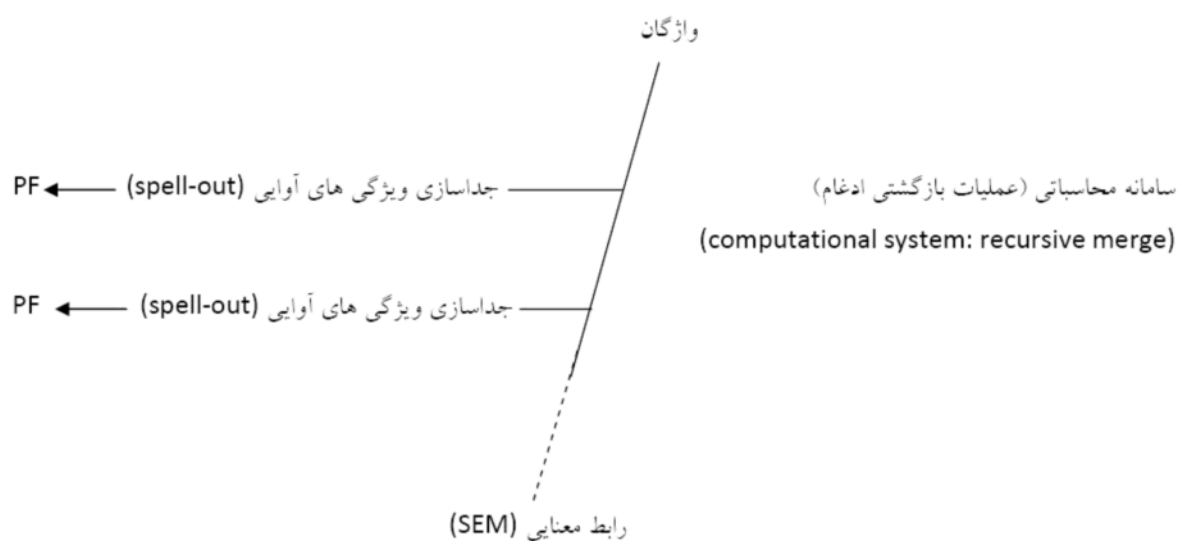 واژگان
سامانه محاسباتی (عملیات بازگشتی ادغام)
(computational system: recursive merge)
جداسازی ویژگی های آوایی (spell-out)
PF
جداسازی ویژگی های آوایی (spell-out)
PF
رابط معنایی (SEM)